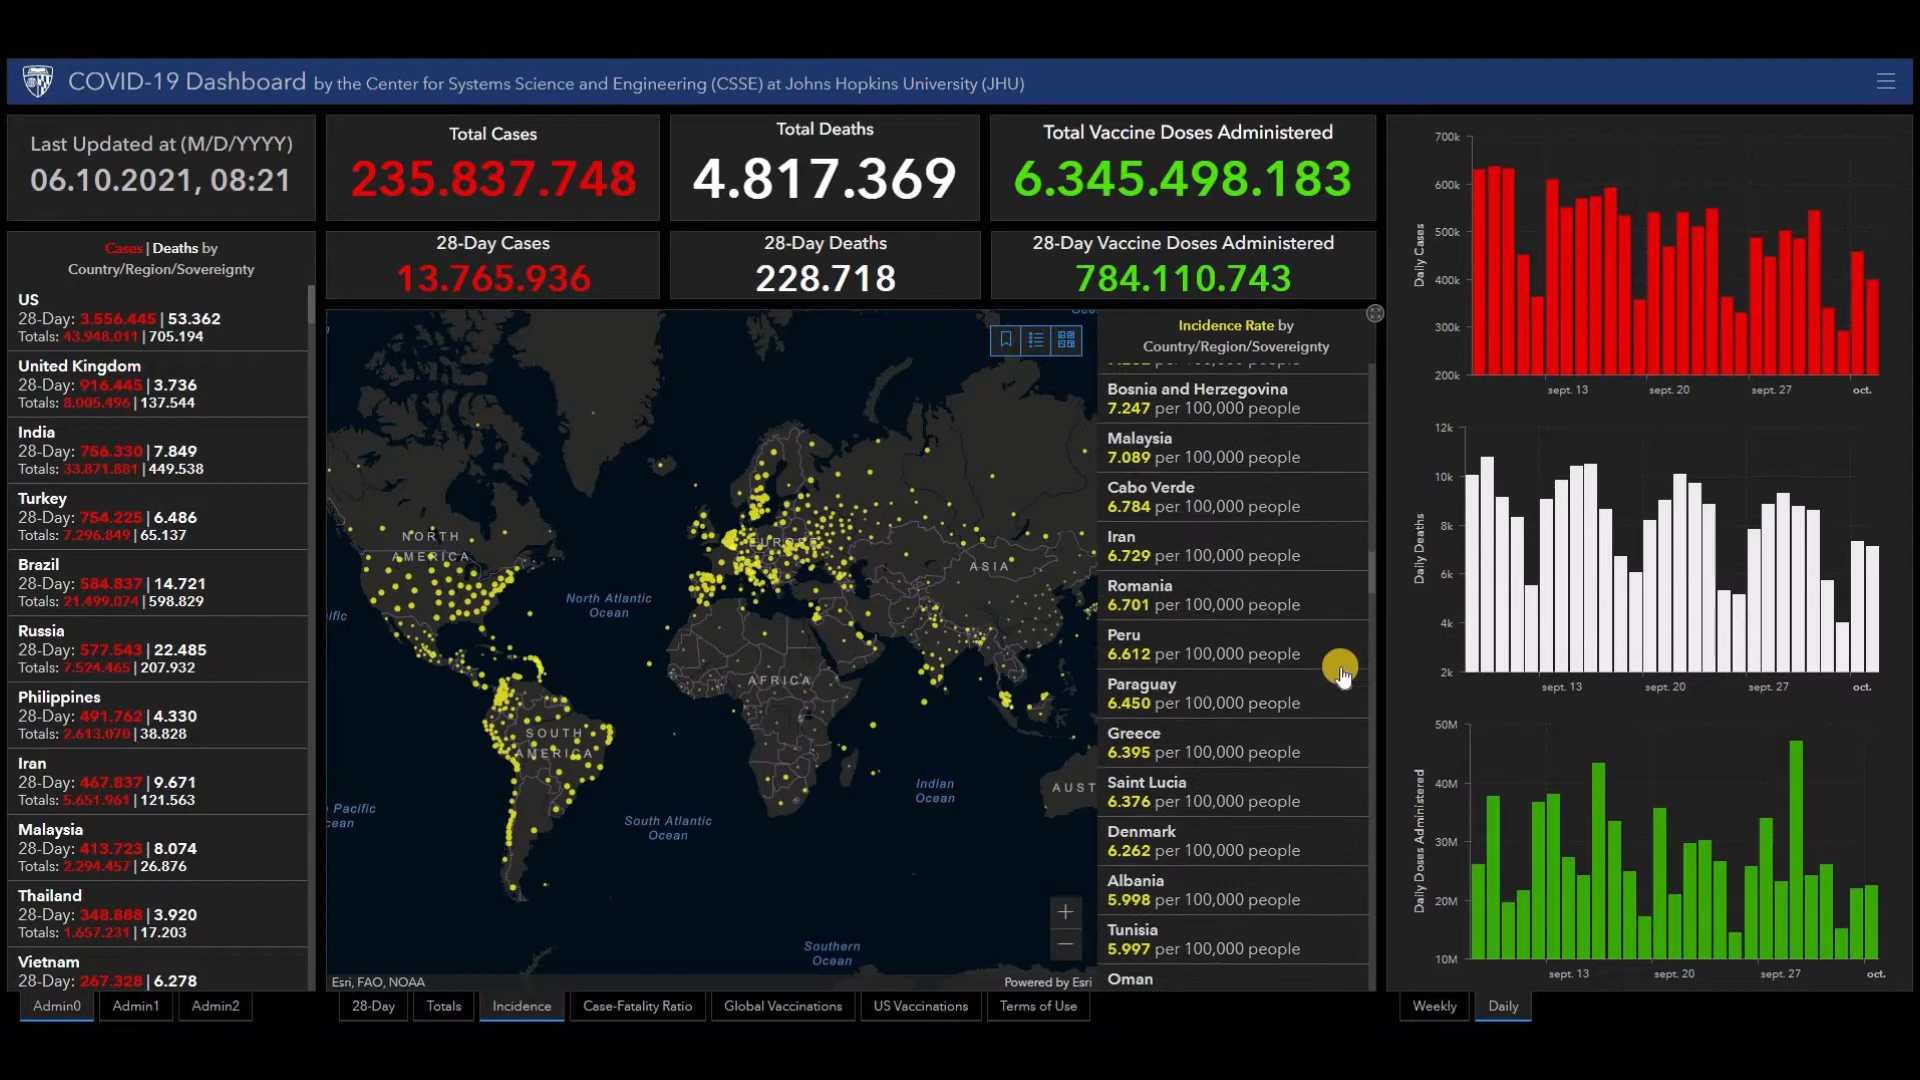 COVID-19 Dashboard by the Center for Systems Science and Engineering (CSSE) at Johns Hopkins University (JHU)
Last Updated at (M/D/YYYY)
06.10.2021, 08:21
Total Cases
235.837.748
Total Deaths
4.817.369
Total Vaccine Doses Administered
6.345.498.183
28-Day Cases
13.765.936
28-Day Deaths
228.718
28-Day Vaccine Doses Administered
784.110.743
Cases | Deaths by
Country/Region/Sovereignty
US
28-Day: 3.556.445 | 53.362
Totals: 43.948.011 | 705.194
United Kingdom
28-Day: 916.445 | 3.736
Totals: 8.005.496 | 137.544
India
28-Day: 756.330 | 7.849
Totals: 33.871.881 | 449.538
Turkey
28-Day: 754.225 | 6.486
Totals: 7.296.849 | 65.137
Brazil
28-Day: 584.837 | 14.721
Totals: 21.499.074 | 598.829
Russia
28-Day: 577.543 | 22.485
Totals: 7.524.465 | 207.932
Philippines
28-Day: 491.762 | 4.330
Totals: 2.613.070 | 38.828
Iran
28-Day: 467.837 | 9.671
Totals: 5.651.961 | 121.563
Malaysia
28-Day: 413.723 | 8.074
Totals: 2.294.457 | 26.876
Thailand
28-Day: 348.888 | 3.920
Totals: 1.657.231 | 17.203
Vietnam
28-Day: 267.328 | 6.278
Admin0
Admin1
Admin2
NORTH
AMERICA
EUROPE
ASIA
North Atlantic
Ocean
AFRICA
SOUTH
AMERICA
Indian
Ocean
AUST
Pacific
South Atlantic
Ocean
Southern
Ocean
+
−
Esri, FAO, NOAA
Powered by Esri
Incidence Rate by
Country/Region/Sovereignty
Bosnia and Herzegovina
7.247 per 100,000 people
Malaysia
7.089 per 100,000 people
Cabo Verde
6.784 per 100,000 people
Iran
6.729 per 100,000 people
Romania
6.701 per 100,000 people
Peru
6.612 per 100,000 people
Paraguay
6.450 per 100,000 people
Greece
6.395 per 100,000 people
Saint Lucia
6.376 per 100,000 people
Denmark
6.262 per 100,000 people
Albania
5.998 per 100,000 people
Tunisia
5.997 per 100,000 people
Oman
28-Day
Totals
Incidence
Case-Fatality Ratio
Global Vaccinations
US Vaccinations
Terms of Use
Daily Cases
700k
600k
500k
400k
300k
200k
sept. 13 sept. 20 sept. 27 oct.
Daily Deaths
12k
10k
8k
6k
4k
2k
sept. 13 sept. 20 sept. 27 oct.
Daily Doses Administered
50M
40M
30M
20M
10M
sept. 13 sept. 20 sept. 27 oct.
Weekly
Daily